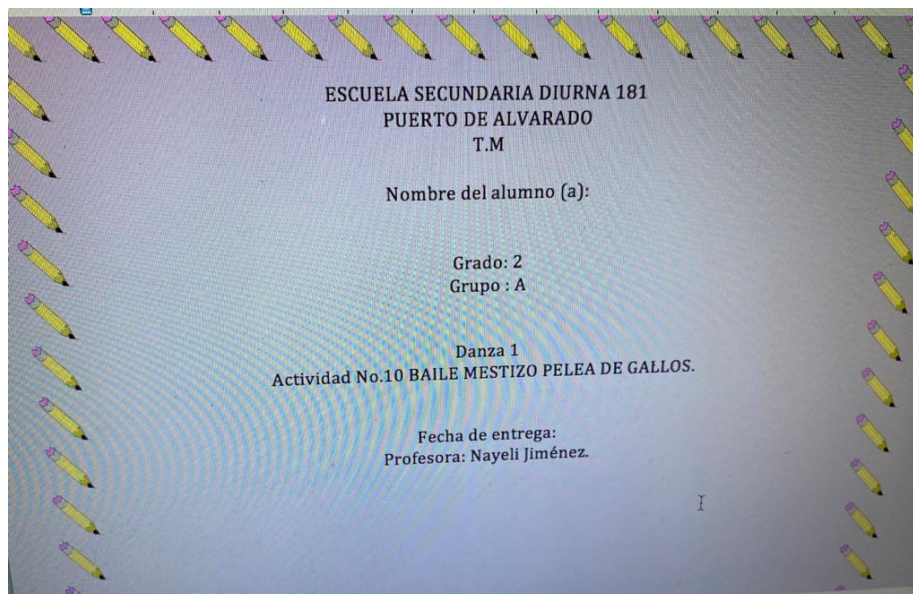 ESCUELA SECUNDARIA DIURNA 181
PUERTO DE ALVARADO
T.M
Nombre del alumno (a):
Grado: 2
Grupo : A
Danza 1
Actividad No.10 BAILE MESTIZO PELEA DE GALLOS.
Fecha de entrega:
Profesora: Nayeli Jiménez.